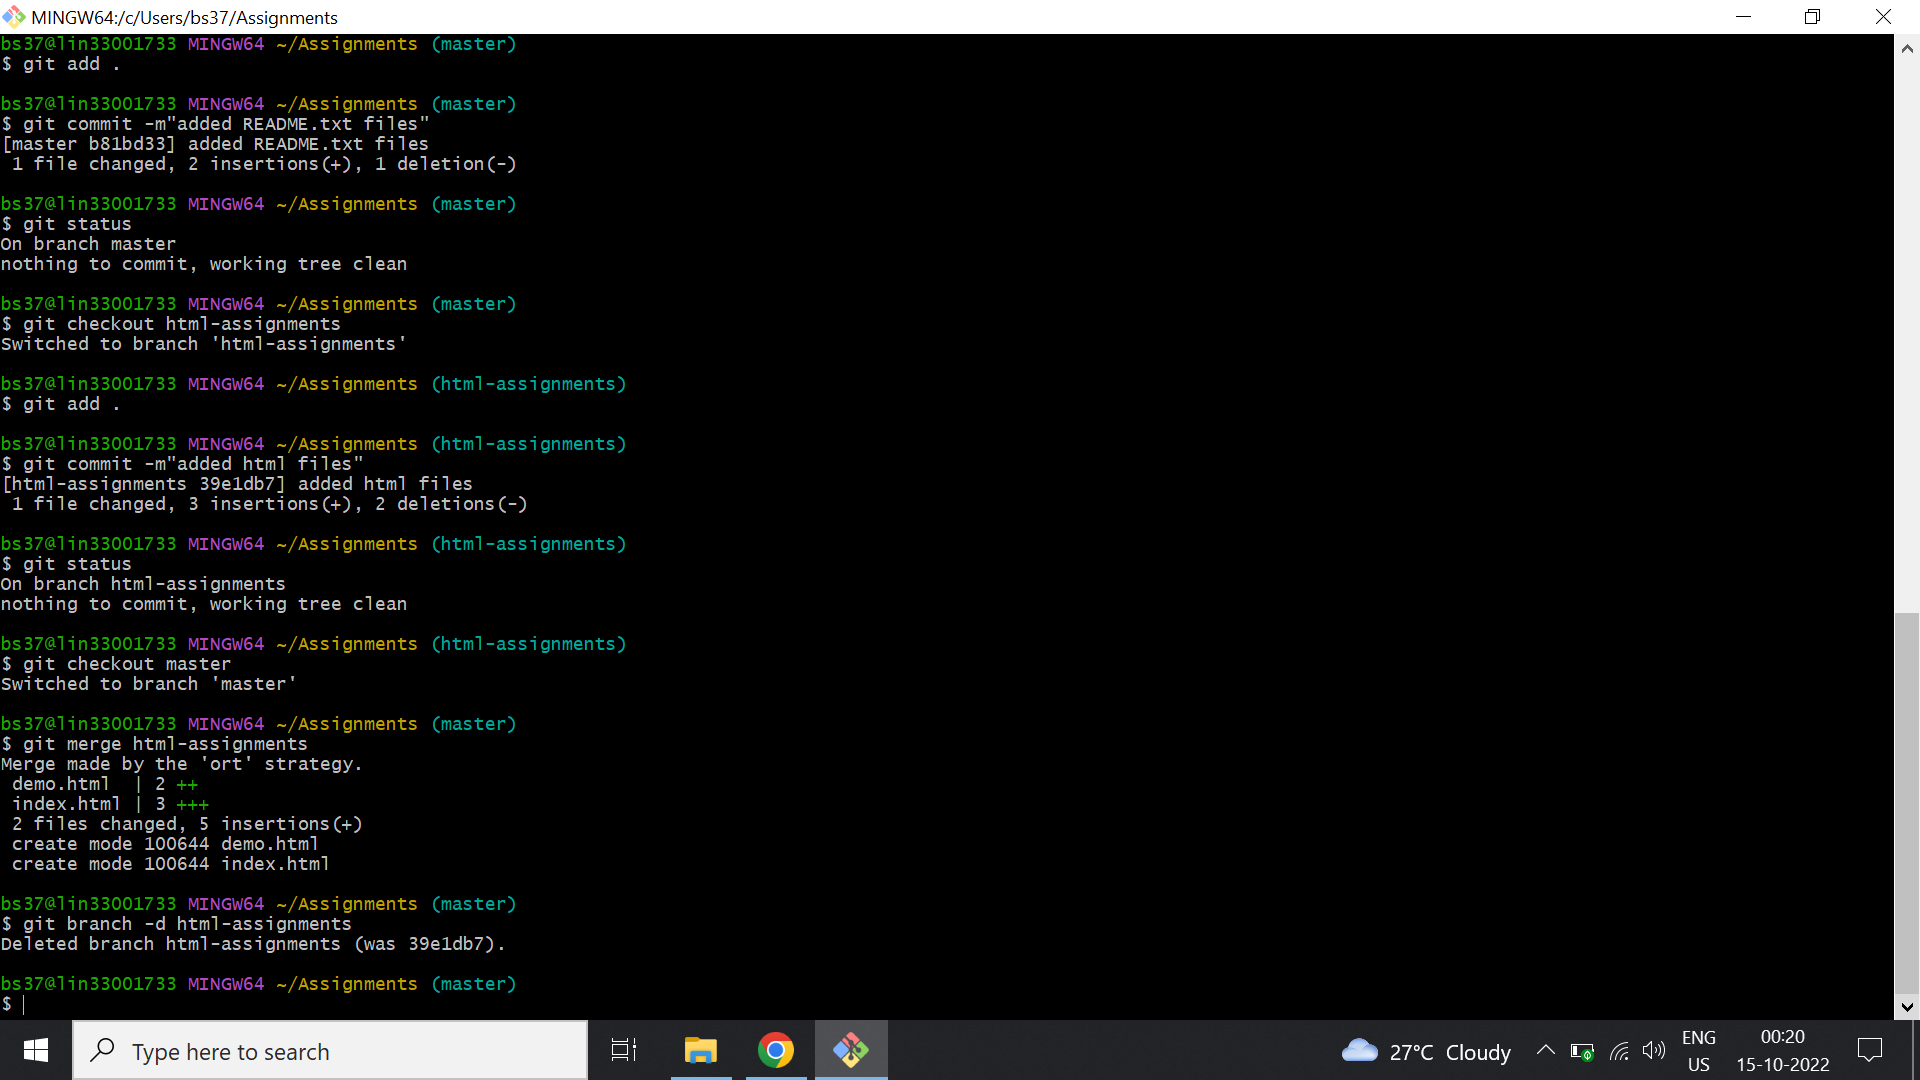 MINGW64:/c/Users/bs37/Assignments
bs37@lin33001733 MINGW64 ~/Assignments (master)
$ git add .
bs37@lin33001733 MINGW64 ~/Assignments (master)
$ git commit -m"added README.txt files"
[master b81bd33] added README.txt files
 1 file changed, 2 insertions(+), 1 deletion(-)
bs37@lin33001733 MINGW64 ~/Assignments (master)
$ git status
On branch master
nothing to commit, working tree clean
bs37@lin33001733 MINGW64 ~/Assignments (master)
$ git checkout html-assignments
Switched to branch 'html-assignments'
bs37@lin33001733 MINGW64 ~/Assignments (html-assignments)
$ git add .
bs37@lin33001733 MINGW64 ~/Assignments (html-assignments)
$ git commit -m"added html files"
[html-assignments 39e1db7] added html files
 1 file changed, 3 insertions(+), 2 deletions(-)
bs37@lin33001733 MINGW64 ~/Assignments (html-assignments)
$ git status
On branch html-assignments
nothing to commit, working tree clean
bs37@lin33001733 MINGW64 ~/Assignments (html-assignments)
$ git checkout master
Switched to branch 'master'
bs37@lin33001733 MINGW64 ~/Assignments (master)
$ git merge html-assignments
Merge made by the 'ort' strategy.
 demo.html  | 2 ++
 index.html | 3 +++
 2 files changed, 5 insertions(+)
 create mode 100644 demo.html
 create mode 100644 index.html
bs37@lin33001733 MINGW64 ~/Assignments (master)
$ git branch -d html-assignments
Deleted branch html-assignments (was 39e1db7).
bs37@lin33001733 MINGW64 ~/Assignments (master)
$
Type here to search
27°C Cloudy
ENG
US
00:20
15-10-2022